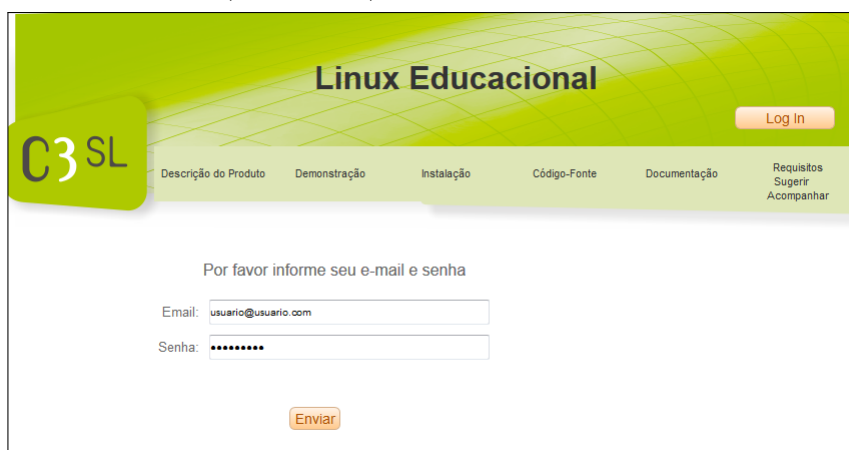 Linux Educacional
Log In
C3 SL
Descrição do Produto Demonstração Instalação Código-Fonte Documentação Requisitos
Sugerir
Acompanhar
Por favor informe seu e-mail e senha
Email: usuario@usuario.com
Senha: •••••••••
Enviar